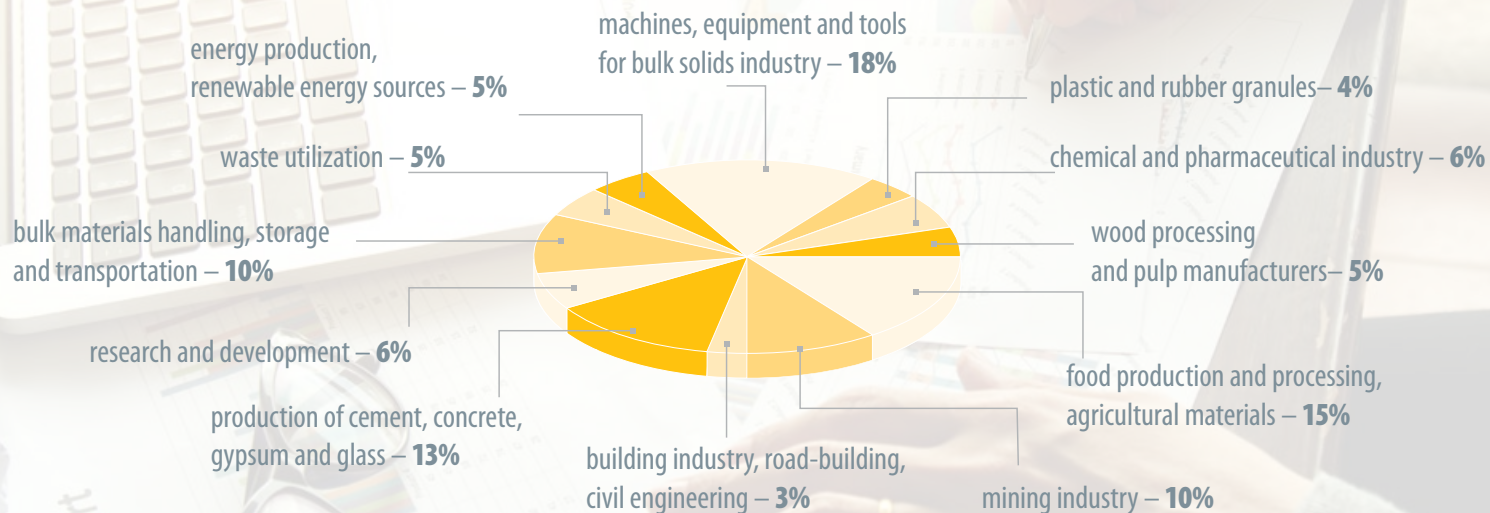 machines, equipment and tools
for bulk solids industry – 18%
energy production,
renewable energy sources – 5%
plastic and rubber granules– 4%
waste utilization – 5%
chemical and pharmaceutical industry – 6%
bulk materials handling, storage
and transportation – 10%
wood processing
and pulp manufacturers– 5%
research and development – 6%
food production and processing,
agricultural materials – 15%
production of cement, concrete,
gypsum and glass – 13%
building industry, road-building,
civil engineering – 3%
mining industry – 10%